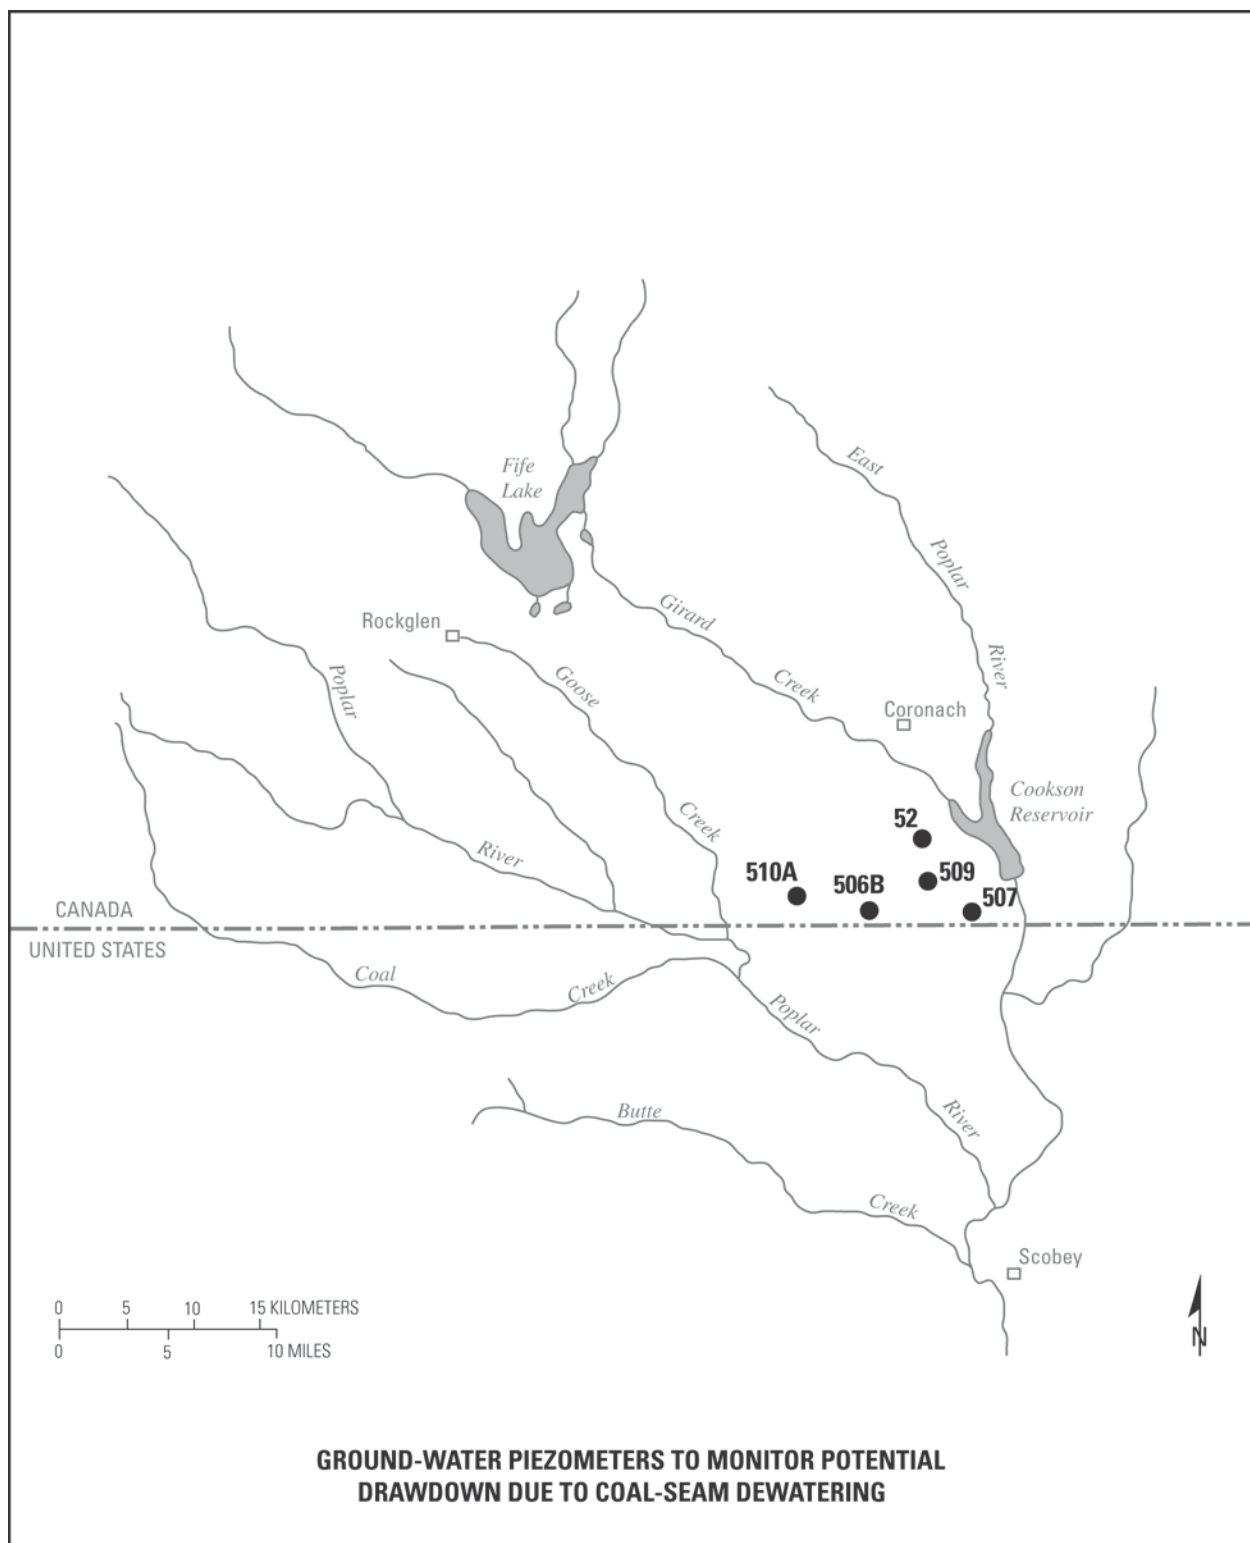 Fife
Lake
East
Poplar
River
Girard
Creek
Rockglen
Goose
Creek
Poplar
River
Coronach
Cookson
Reservoir
52
509
510A
506B
507
CANADA
UNITED STATES
Coal
Creek
Poplar
River
Butte
Creek
Scobey
0 5 10 15 KILOMETERS
0 5 10 MILES
N
GROUND-WATER PIEZOMETERS TO MONITOR POTENTIAL
DRAWDOWN DUE TO COAL-SEAM DEWATERING